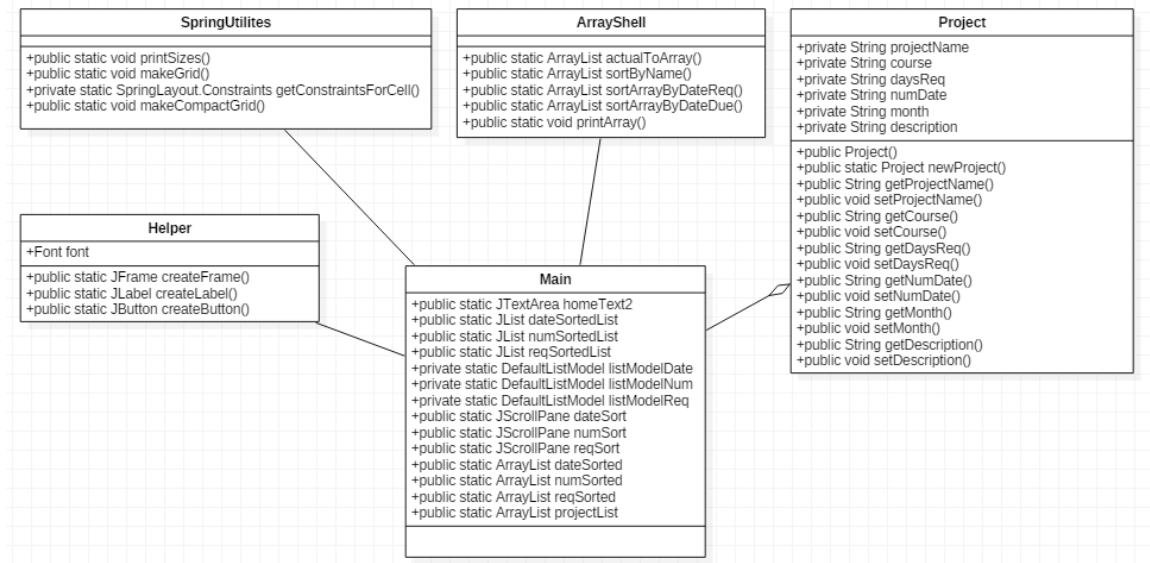 SpringUtilites
+public static void printSizes()
+public static void makeGrid()
+private static SpringLayout.Constraints getConstraintsForCell()
+public static void makeCompactGrid()
ArrayShell
+public static ArrayList actualToArray()
+public static ArrayList sortByName()
+public static ArrayList sortArrayByDateReq()
+public static ArrayList sortArrayByDateDue()
+public static void printArray()
Project
+private String projectName
+private String course
+private String daysReq
+private String numDate
+private String month
+private String description
+public Project()
+public static Project newProject()
+public String getProjectName()
+public void setProjectName()
+public String getCourse()
+public void setCourse()
+public String getDaysReq()
+public void setDaysReq()
+public String getNumDate()
+public void setNumDate()
+public String getMonth()
+public void setMonth()
+public String getDescription()
+public void setDescription()
Helper
+Font font
+public static JFrame createFrame()
+public static JLabel createLabel()
+public static JButton createButton()
Main
+public static JTextArea homeText2
+public static JList dateSortedList
+public static JList numSortedList
+public static JList reqSortedList
+private static DefaultListModel listModelDate
+private static DefaultListModel listModelNum
+private static DefaultListModel listModelReq
+public static JScrollPane dateSort
+public static JScrollPane numSort
+public static JScrollPane reqSort
+public static ArrayList dateSorted
+public static ArrayList numSorted
+public static ArrayList reqSorted
+public static ArrayList projectList